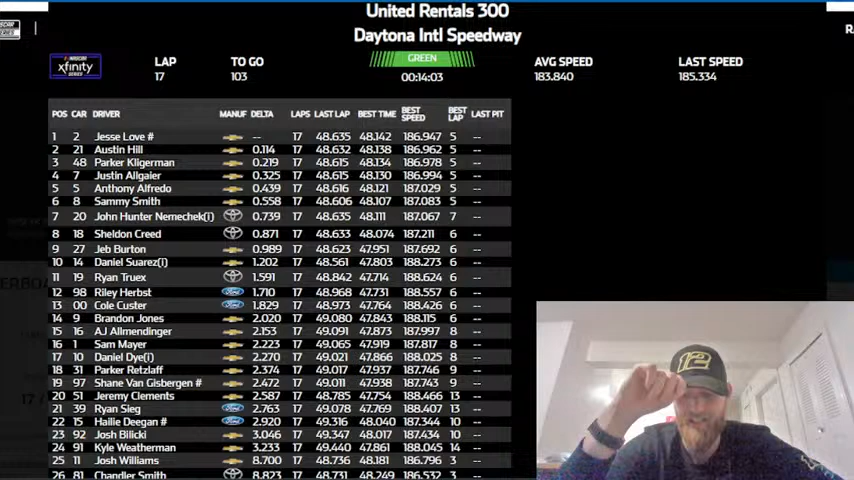 United Rentals 300
Daytona Intl Speedway
R
NASCAR xfinity SERIES
LAP TO GO GREEN AVG SPEED LAST SPEED
17 103 00:14:03 183.840 185.334
POS CAR DRIVER MANUF DELTA LAPS LAST LAP BEST TIME BEST SPEED BEST LAP LAST PIT
1 2 Jesse Love # -- 17 48.635 48.142 186.947 5 --
2 21 Austin Hill 0.114 17 48.632 48.138 186.962 5 --
3 48 Parker Kligerman 0.219 17 48.615 48.134 186.978 5 --
4 7 Justin Allgaier 0.325 17 48.615 48.130 186.994 5 --
5 5 Anthony Alfredo 0.439 17 48.616 48.121 187.029 5 --
6 8 Sammy Smith 0.558 17 48.606 48.107 187.083 5 --
7 20 John Hunter Nemechek(i) 0.739 17 48.635 48.111 187.067 7 --
8 18 Sheldon Creed 0.871 17 48.633 48.074 187.211 6 --
9 27 Jeb Burton 0.989 17 48.623 47.951 187.692 6 --
10 14 Daniel Suarez(i) 1.202 17 48.561 47.803 188.273 6 --
11 19 Ryan Truex 1.591 17 48.842 47.714 188.624 6 --
12 98 Riley Herbst 1.710 17 48.968 47.731 188.557 6 --
13 00 Cole Custer 1.829 17 48.973 47.764 188.426 6 --
14 9 Brandon Jones 2.020 17 49.080 47.843 188.115 6 --
15 16 AJ Allmendinger 2.153 17 49.091 47.873 187.997 8 --
16 1 Sam Mayer 2.223 17 49.065 47.919 187.817 8 --
17 10 Daniel Dye(i) 2.270 17 49.021 47.866 188.025 8 --
18 31 Parker Retzlaff 2.374 17 49.017 47.937 187.746 9 --
19 97 Shane Van Gisbergen # 2.472 17 49.011 47.938 187.743 9 --
20 51 Jeremy Clements 2.587 17 48.785 47.754 188.466 13 --
21 39 Ryan Sieg 2.763 17 49.078 47.769 188.407 13 --
22 15 Hailie Deegan # 2.920 17 49.316 48.040 187.344 10 --
23 92 Josh Bilicki 3.046 17 49.347 48.017 187.434 10 --
24 91 Kyle Weatherman 3.233 17 49.440 47.861 188.045 14 --
25 11 Josh Williams 8.700 17 48.736 48.181 186.796 3 --
26 81 Chandler Smith 8.823 17 48.731 48.249 186.532 3 --
12